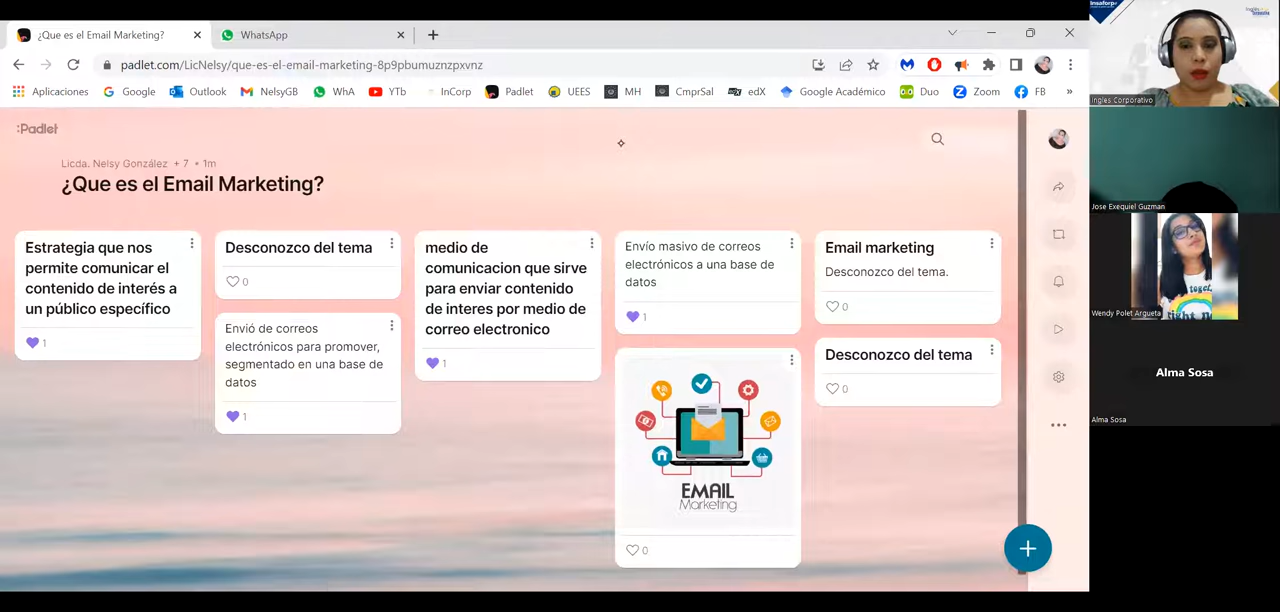 ¿Que es el Email Marketing?
WhatsApp
padlet.com/LicNelsy/que-es-el-email-marketing-8p9pbumuznzpxvnz
Aplicaciones
Google
Outlook
NelsyGB
WhA
YTb
InCorp
Padlet
UEES
MH
CmprSal
edX
Google Académico
Duo
Zoom
FB
»
:Padlet
Licda. Nelsy González + 7 • 1m
¿Que es el Email Marketing?
Estrategia que nos
permite comunicar el
contenido de interés a
un público específico
1
Desconozco del tema
0
Envió de correos
electrónicos para promover,
segmentado en una base de
datos
1
medio de
comunicacion que sirve
para enviar contenido
de interes por medio de
correo electronico
1
Envío masivo de correos
electrónicos a una base de
datos
1
EMAIL
Marketing
0
Email marketing
Desconozco del tema.
0
Desconozco del tema
0
Insaforp
Ingles Corporativo
Jose Exequiel Guzman
Wendy Polet Argueta
Alma Sosa
Alma Sosa